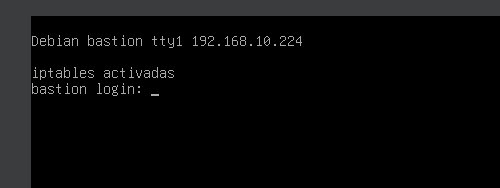 Debian bastion tty1 192.168.10.224
iptables activadas
bastion login: _